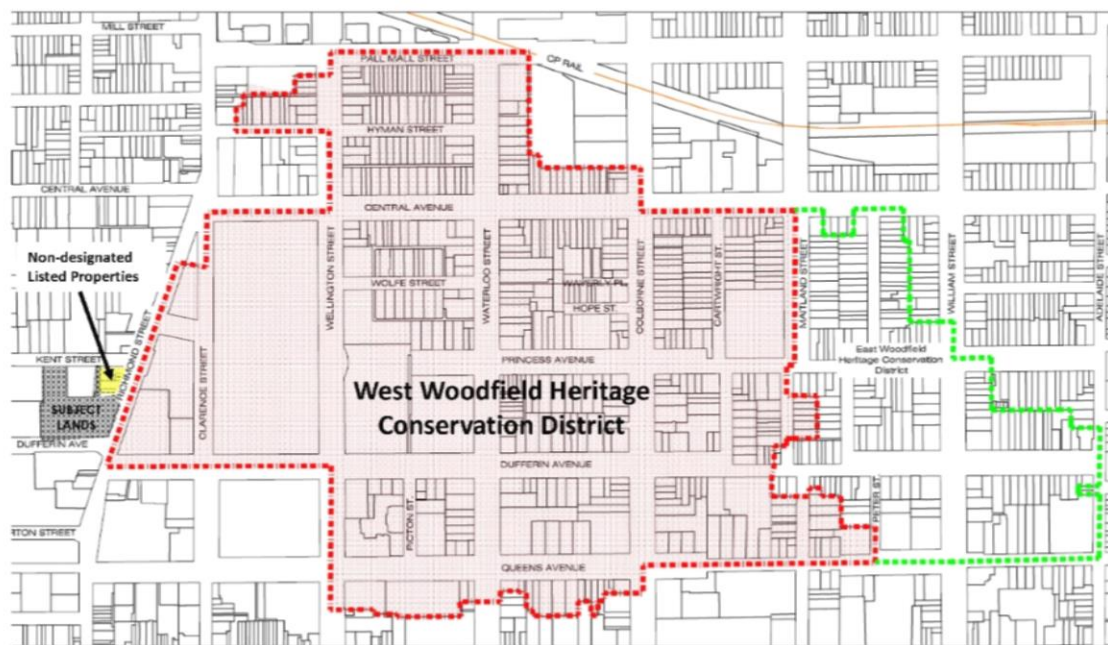 MILL STREET
PALL MALL STREET
CP RAIL
HYMAN STREET
CENTRAL AVENUE
CENTRAL AVENUE
Non-designated
Listed Properties
WELLINGTON STREET
WATERLOO STREET
COLBORNE STREET
CARTWRIGHT ST.
MAITLAND STREET
WILLIAM STREET
ADELAIDE STREET
WOLFE STREET
WAVERLY PL.
HOPE ST.
RICHMOND STREET
CLARENCE STREET
KENT STREET
PRINCESS AVENUE
East Woodfield
Heritage Conservation
District
West Woodfield Heritage
Conservation District
SUBJECT
LANDS
DUFFERIN AVE
DUFFERIN AVENUE
PICTON ST.
PETER ST.
RTON STREET
QUEENS AVENUE